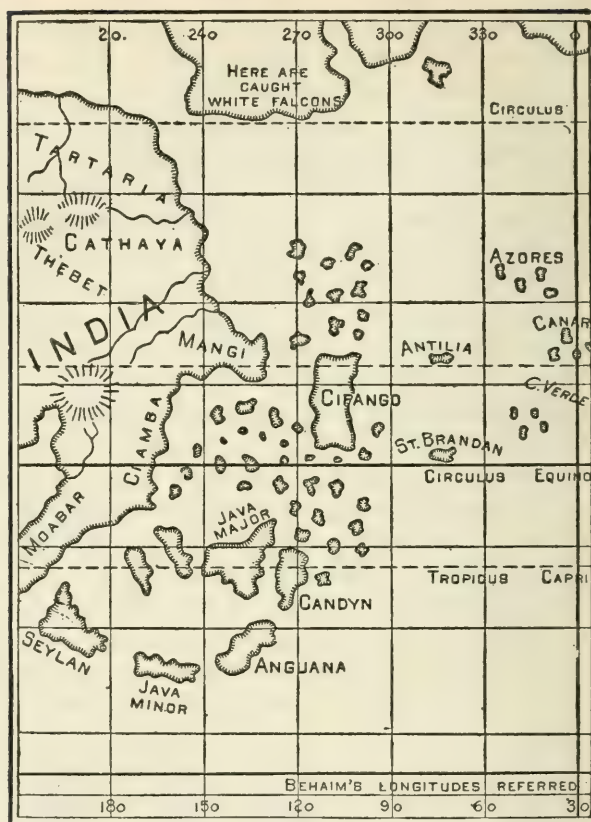 20. 240 270 300 330 0
HERE ARE
CAUGHT
WHITE FALCONS
CIRCULUS
TARTARIA
CATHAYA
THEBET
AZORES
INDIA
CANAR
MANGI
ANTILIA
CIPANGO
C. VERDE
CIAMBA
ST. BRANDAN
CIRCULUS EQUINO
MOABAR
JAVA
MAJOR
TROPICUS CAPRI
CANDYN
SEYLAN
ANGUANA
JAVA
MINOR
BEHAIM'S LONGITUDES REFERRED
180 150 120 90 60 30